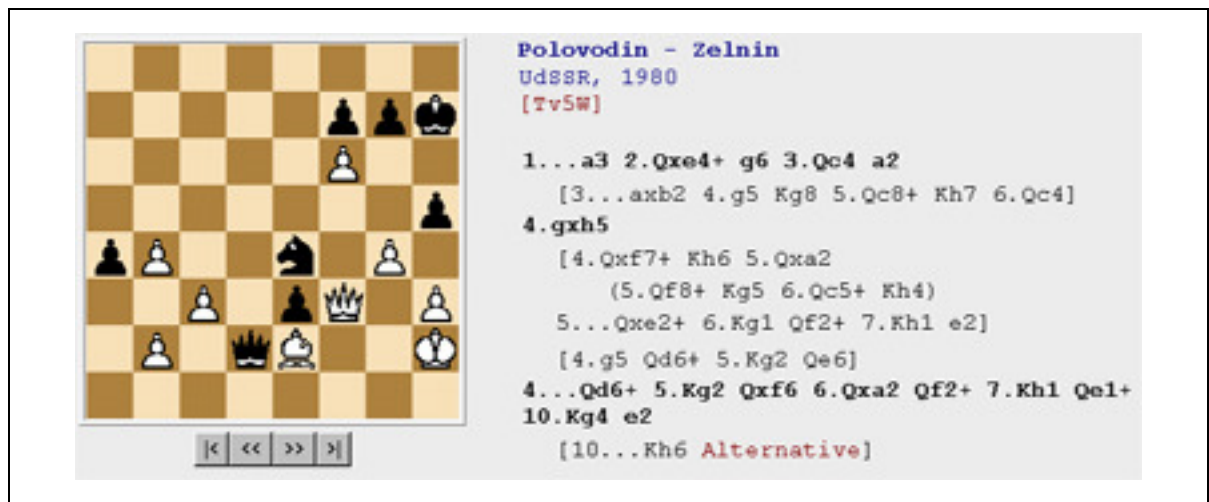 Polovodin - Zelnin
UdSSR, 1980
[Tv5W]
1...a3 2.Qxe4+ g6 3.Qc4 a2
[3...axb2 4.g5 Kg8 5.Qc8+ Kh7 6.Qc4]
4.gxh5
[4.Qxf7+ Kh6 5.Qxa2
(5.Qf8+ Kg5 6.Qc5+ Kh4)
5...Qxe2+ 6.Kg1 Qf2+ 7.Kh1 e2]
[4.g5 Qd6+ 5.Kg2 Qe6]
4...Qd6+ 5.Kg2 Qxf6 6.Qxa2 Qf2+ 7.Kh1 Qe1+
10.Kg4 e2
[10...Kh6 Alternative]
|< << >> >|